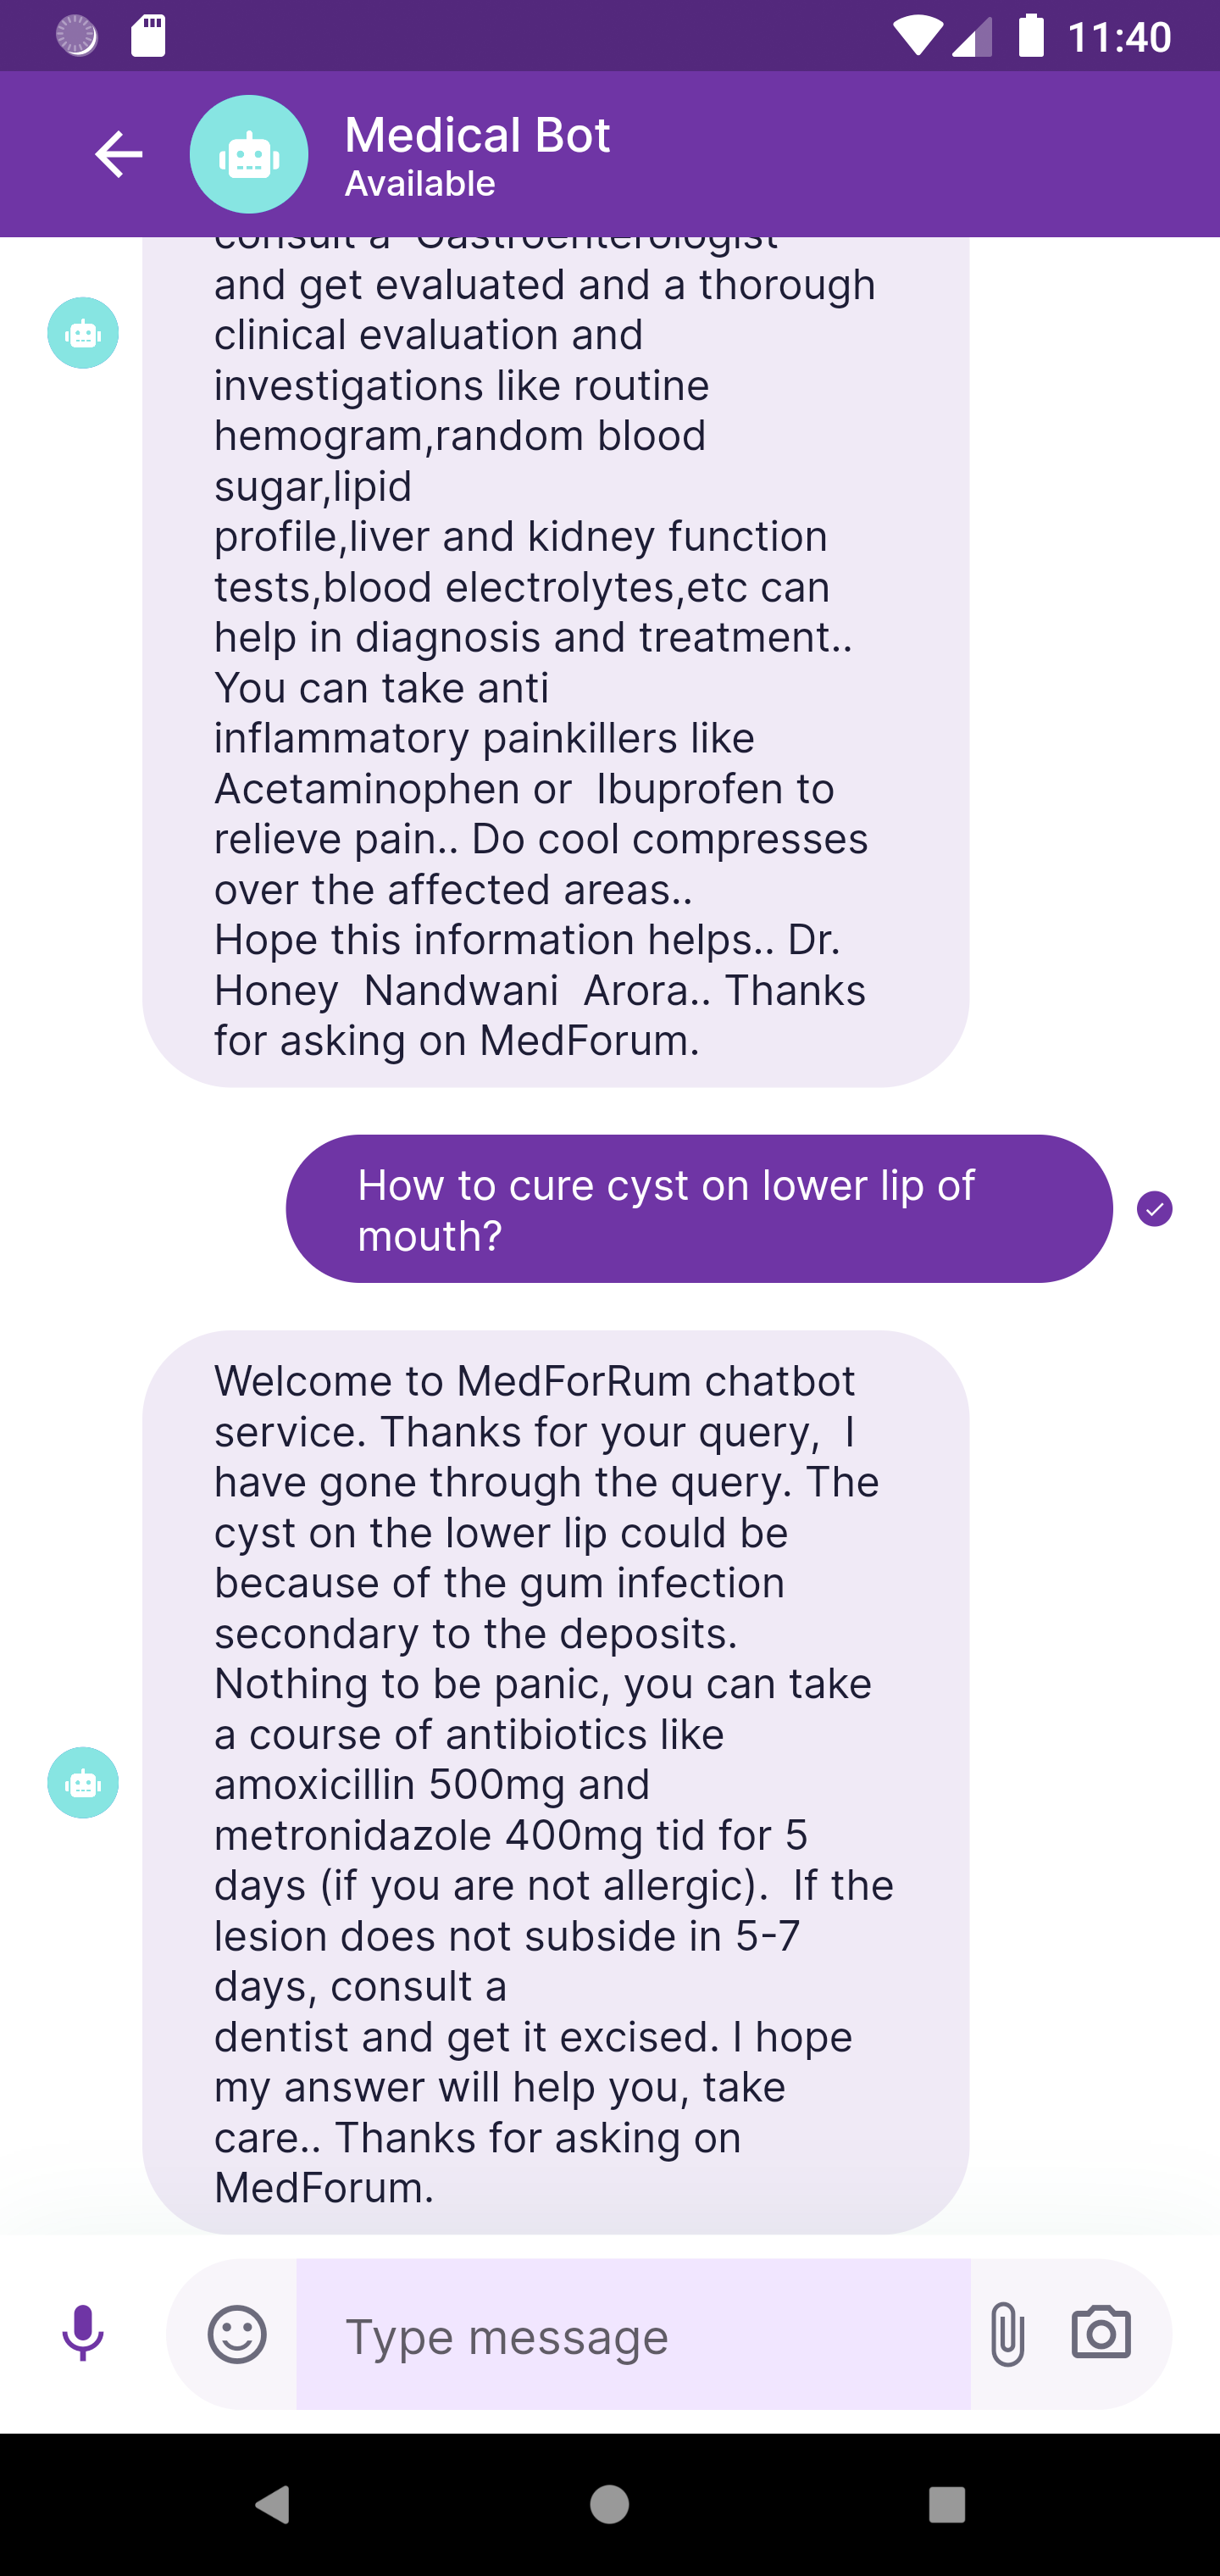 11:40
Medical Bot
Available
consult a Gastroenterologist
and get evaluated and a thorough
clinical evaluation and
investigations like routine
hemogram,random blood
sugar,lipid
profile,liver and kidney function
tests,blood electrolytes,etc can
help in diagnosis and treatment..
You can take anti
inflammatory painkillers like
Acetaminophen or  Ibuprofen to
relieve pain.. Do cool compresses
over the affected areas..
Hope this information helps.. Dr.
Honey  Nandwani  Arora.. Thanks
for asking on MedForum.
How to cure cyst on lower lip of
mouth?
Welcome to MedForRum chatbot
service. Thanks for your query,  I
have gone through the query. The
cyst on the lower lip could be
because of the gum infection
secondary to the deposits.
Nothing to be panic, you can take
a course of antibiotics like
amoxicillin 500mg and
metronidazole 400mg tid for 5
days (if you are not allergic).  If the
lesion does not subside in 5-7
days, consult a
dentist and get it excised. I hope
my answer will help you, take
care.. Thanks for asking on
MedForum.
Type message